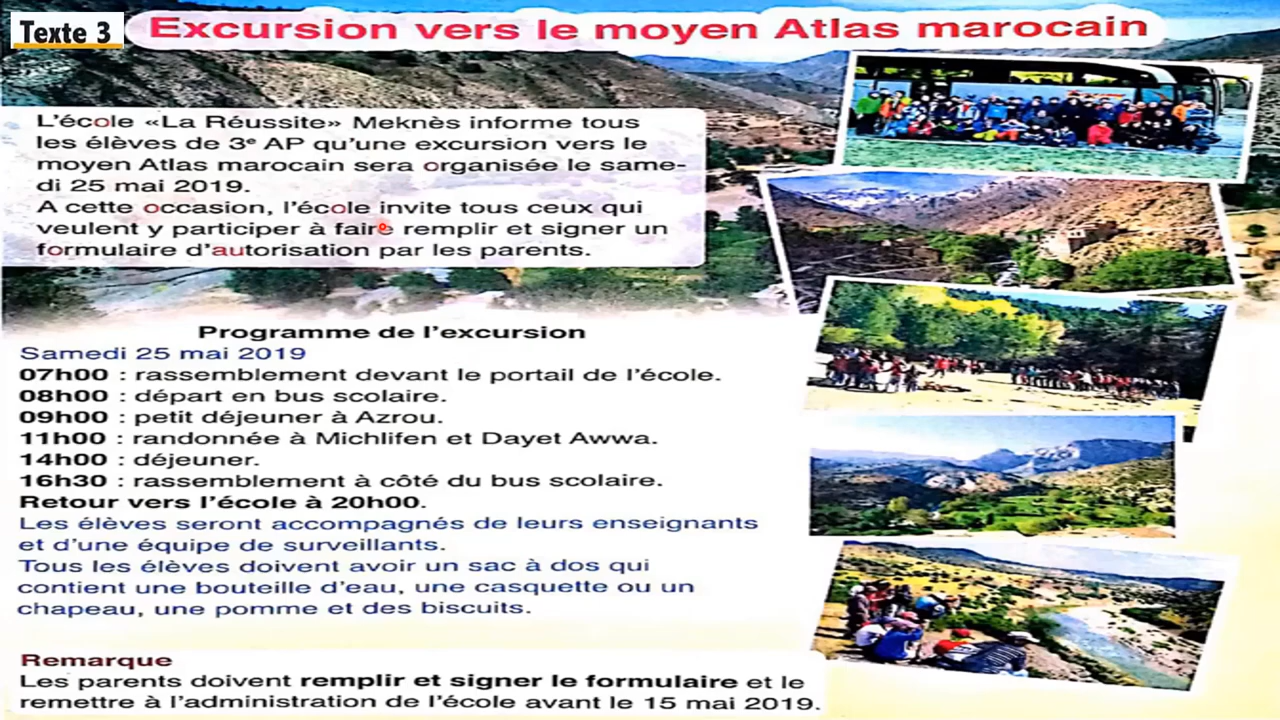 Texte 3
Excursion vers le moyen Atlas marocain
L'école «La Réussite» Meknès informe tous
les élèves de 3ᵉ AP qu'une excursion vers le
moyen Atlas marocain sera organisée le same-
di 25 mai 2019.
A cette occasion, l'école invite tous ceux qui
veulent y participer à faire remplir et signer un
formulaire d'autorisation par les parents.
Programme de l'excursion
Samedi 25 mai 2019
07h00 : rassemblement devant le portail de l'école.
08h00 : départ en bus scolaire.
09h00 : petit déjeuner à Azrou.
11h00 : randonnée à Michlifen et Dayet Awwa.
14h00 : déjeuner.
16h30 : rassemblement à côté du bus scolaire.
Retour vers l'école à 20h00.
Les élèves seront accompagnés de leurs enseignants
et d'une équipe de surveillants.
Tous les élèves doivent avoir un sac à dos qui
contient une bouteille d'eau, une casquette ou un
chapeau, une pomme et des biscuits.
Remarque
Les parents doivent remplir et signer le formulaire et le
remettre à l'administration de l'école avant le 15 mai 2019.